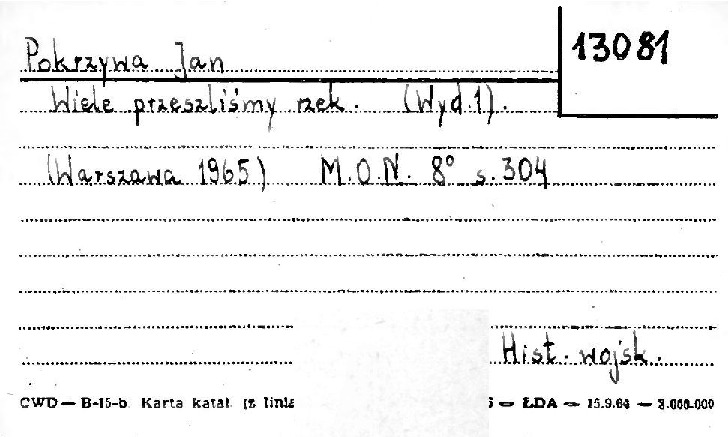 13081
Pokrzywa Jan
Wiele przeszliśmy rzek. (Wyd. 1).
(Warszawa 1965) M.O.N. 8° s. 304
Hist. wojsk.
CWD — B-15-b Karta katal. (z linia — ŁDA — 15.9.64 — 3.000.000